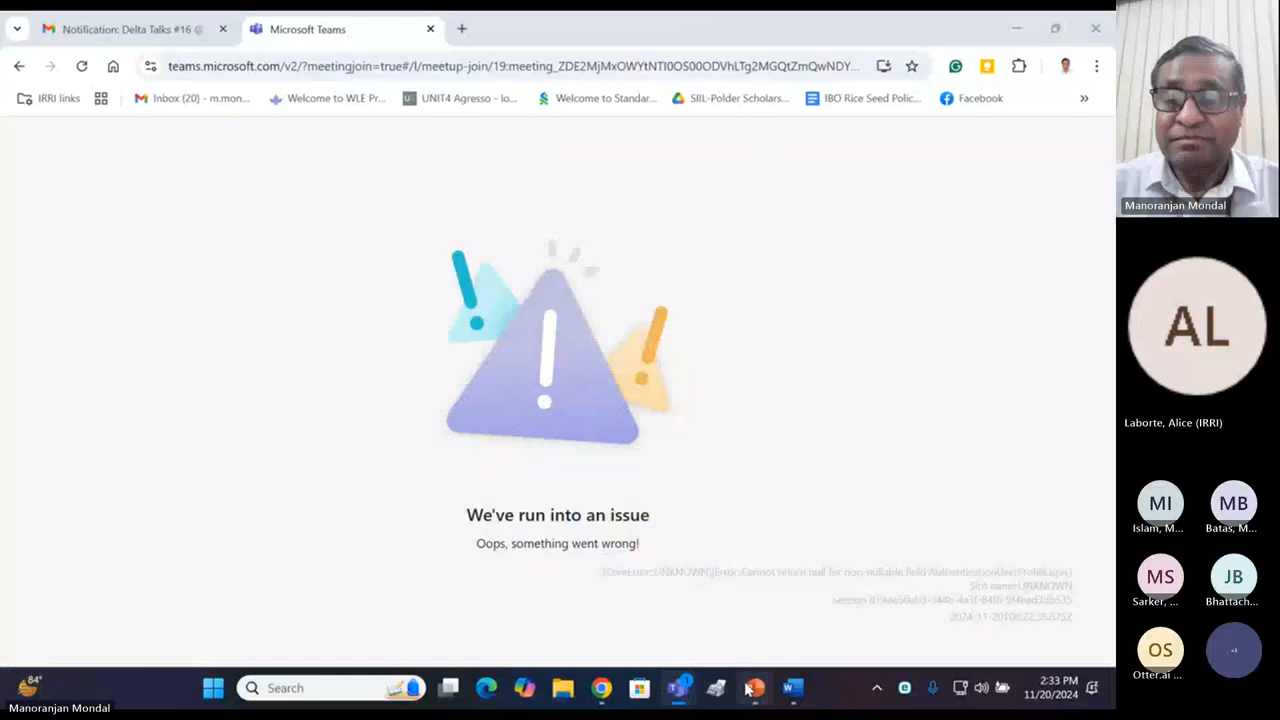 Notification: Delta Talks #16 @
Microsoft Teams
teams.microsoft.com/v2/?meetingjoin=true#/l/meetup-join/19:meeting_ZDE2MjMxOWYtNTI0OS00ODVhLTg2MGQtZmQwNDY...
IRRI links
Inbox (20) - m.mon...
Welcome to WLE Pr...
UNIT4 Agresso - lo...
Welcome to Standar...
SIIL-Polder Scholars...
IBO Rice Seed Polic...
Facebook
»
We've run into an issue
Oops, something went wrong!
Slot name:UNKNOWN
84°
Search
2:33 PM
11/20/2024
Manoranjan Mondal
Manoranjan Mondal
AL
Laborte, Alice (IRRI)
MI
MB
Islam, M...
Batas, M...
MS
JB
Sarker, ...
Bhattach...
OS
Otter.ai ...